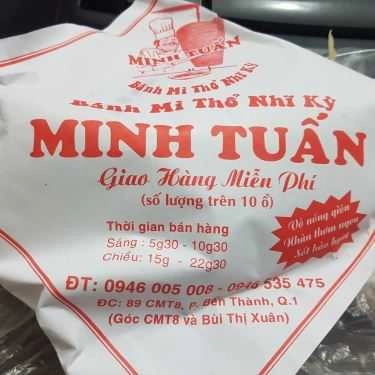 MINH TUẤN
Bánh Mì Thổ Nhĩ Kỳ
Bánh Mì Thổ Nhĩ Kỳ
MINH TUẤN
Giao Hàng Miễn Phí
(số lượng trên 10 ổ)
Thời gian bán hàng
Sáng: 5g30 - 10g30
Chiều: 15g - 22g30
Vỏ nóng giòn
Nhân thơm ngon
ĐT: 0946 005 008 - 0946 535 475
ĐC: 89 CMT8, P. Bến Thành, Q.1
(Góc CMT8 và Bùi Thị Xuân)